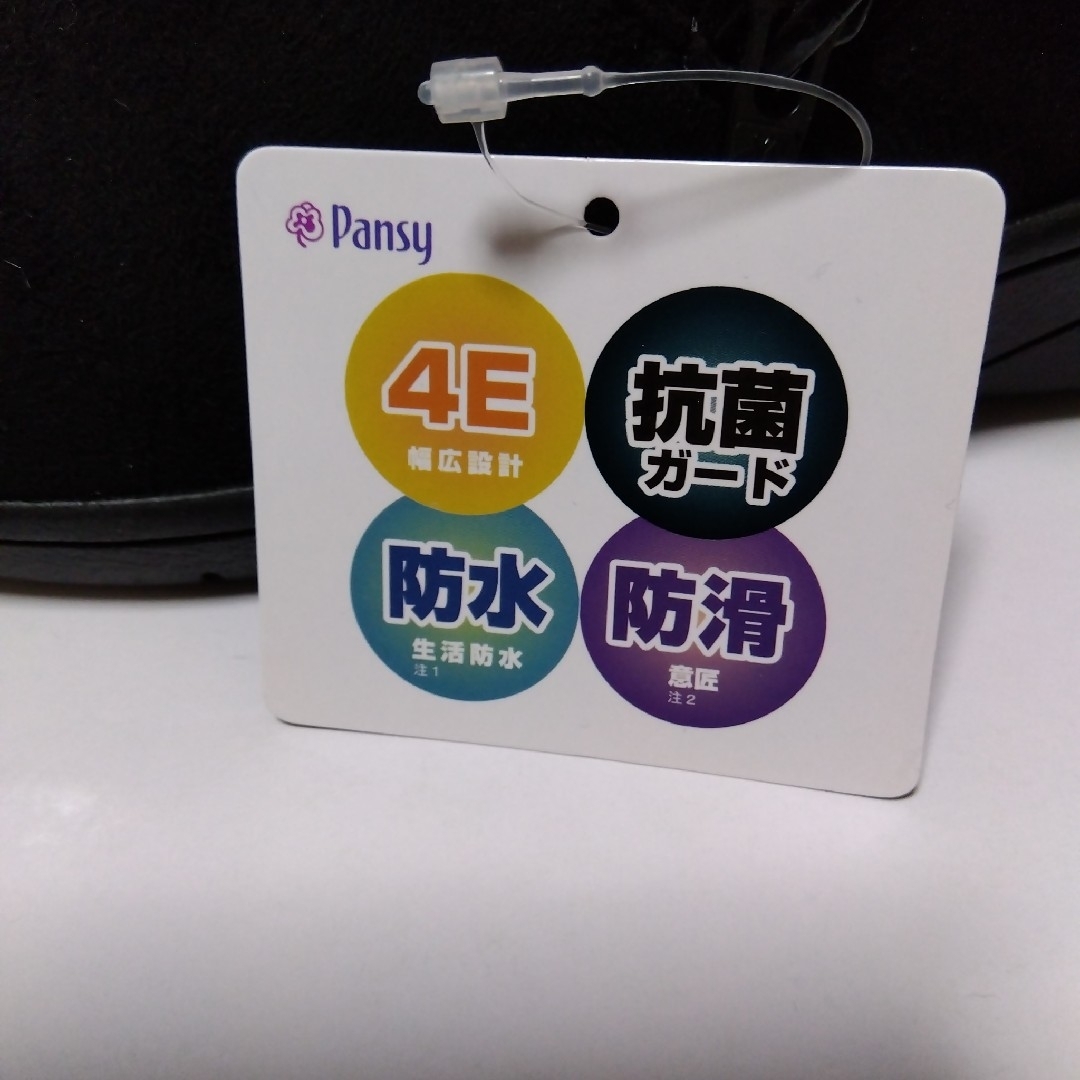 Pansy
4E
幅広設計
抗菌
ガード
防水
生活防水
注1
防滑
意匠
注2